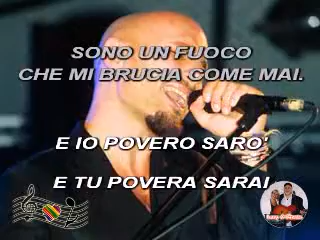 SONO UN FUOCO
CHE MI BRUCIA COME MAI.
E IO POVERO SARO'
E TU POVERA SARAI